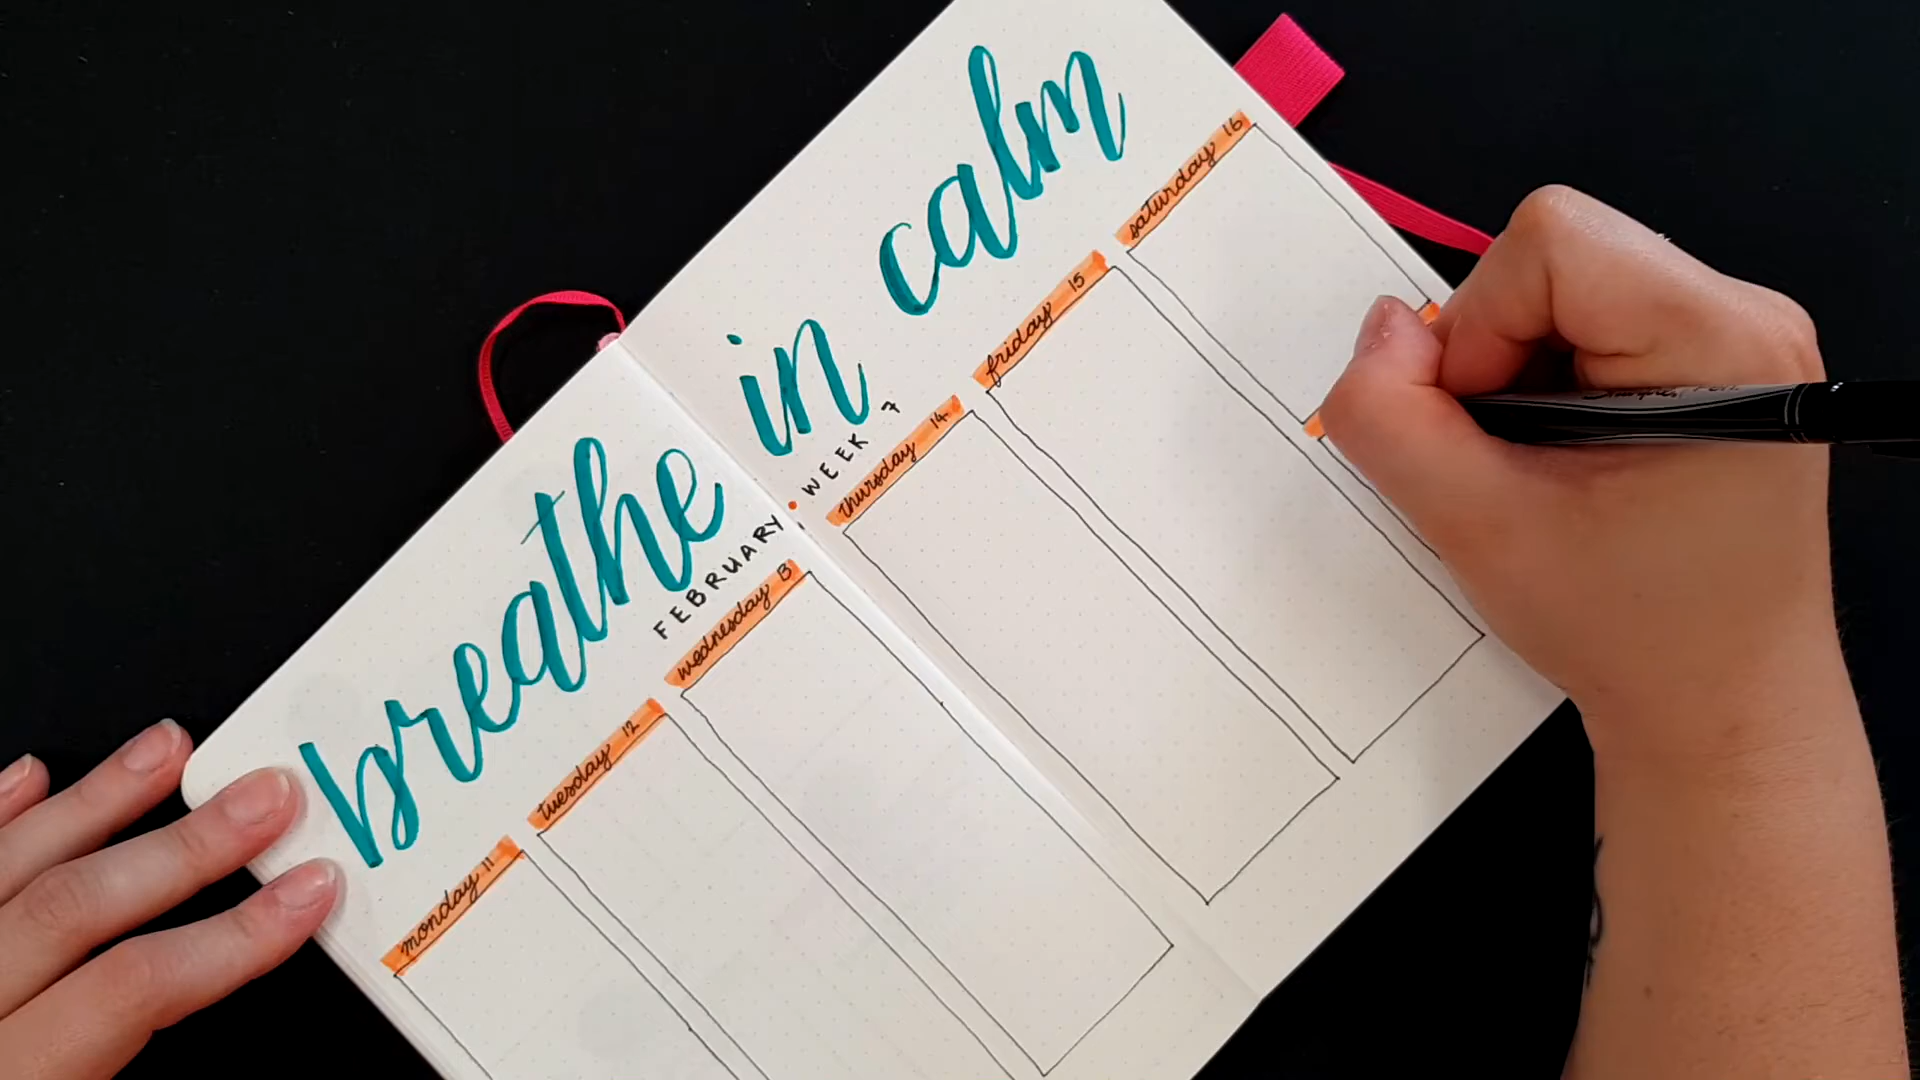 breathe in calm
FEBRUARY • WEEK 7
monday 11
tuesday 12
wednesday 13
thursday 14
friday 15
saturday 16